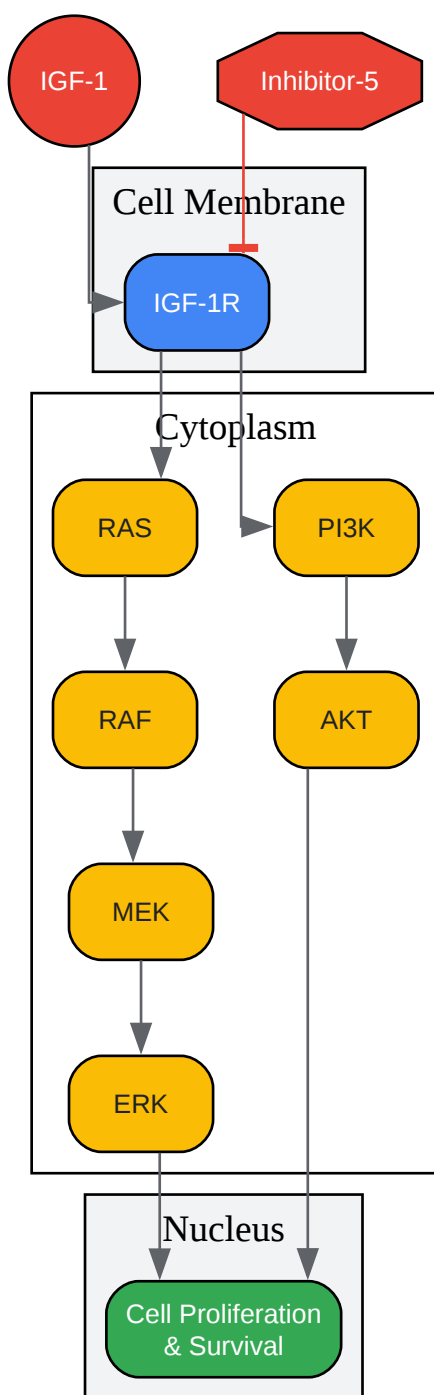 IGF-1
Inhibitor-5
Cell Membrane
IGF-1R
Cytoplasm
RAS
PI3K
RAF
AKT
MEK
ERK
Nucleus
Cell Proliferation
& Survival